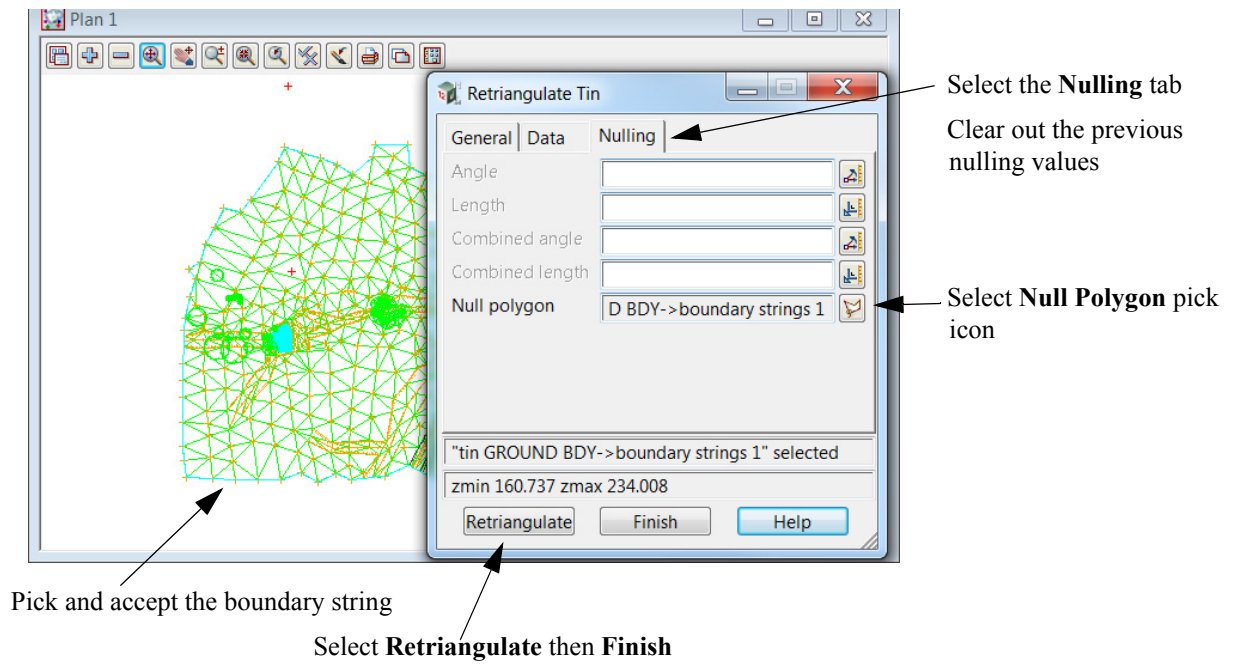 Plan 1
Retriangulate Tin
General Data Nulling
Angle
Length
Combined angle
Combined length
Null polygon D BDY->boundary strings 1
"tin GROUND BDY->boundary strings 1" selected
zmin 160.737 zmax 234.008
Retriangulate Finish Help
Select the Nulling tab
Clear out the previous
nulling values
Select Null Polygon pick
icon
Pick and accept the boundary string
Select Retriangulate then Finish